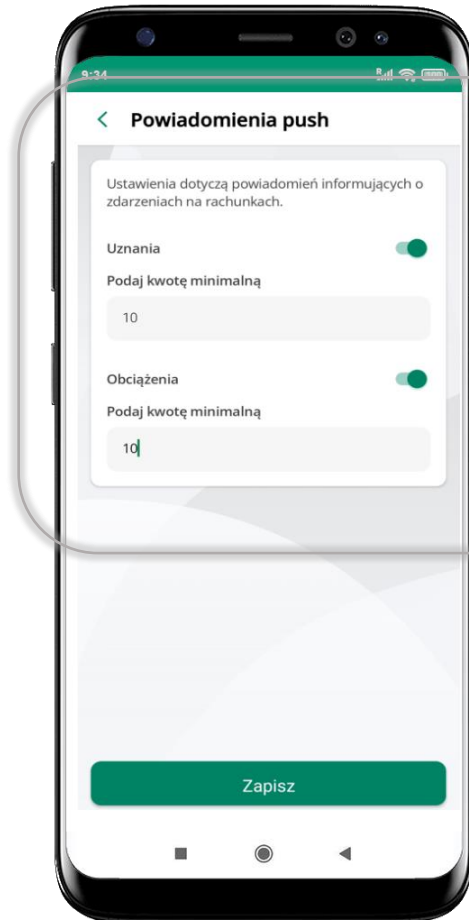 9:34
Powiadomienia push
Ustawienia dotyczą powiadomień informujących o
zdarzeniach na rachunkach.
Uznania
Podaj kwotę minimalną
10
Obciążenia
Podaj kwotę minimalną
10
Zapisz